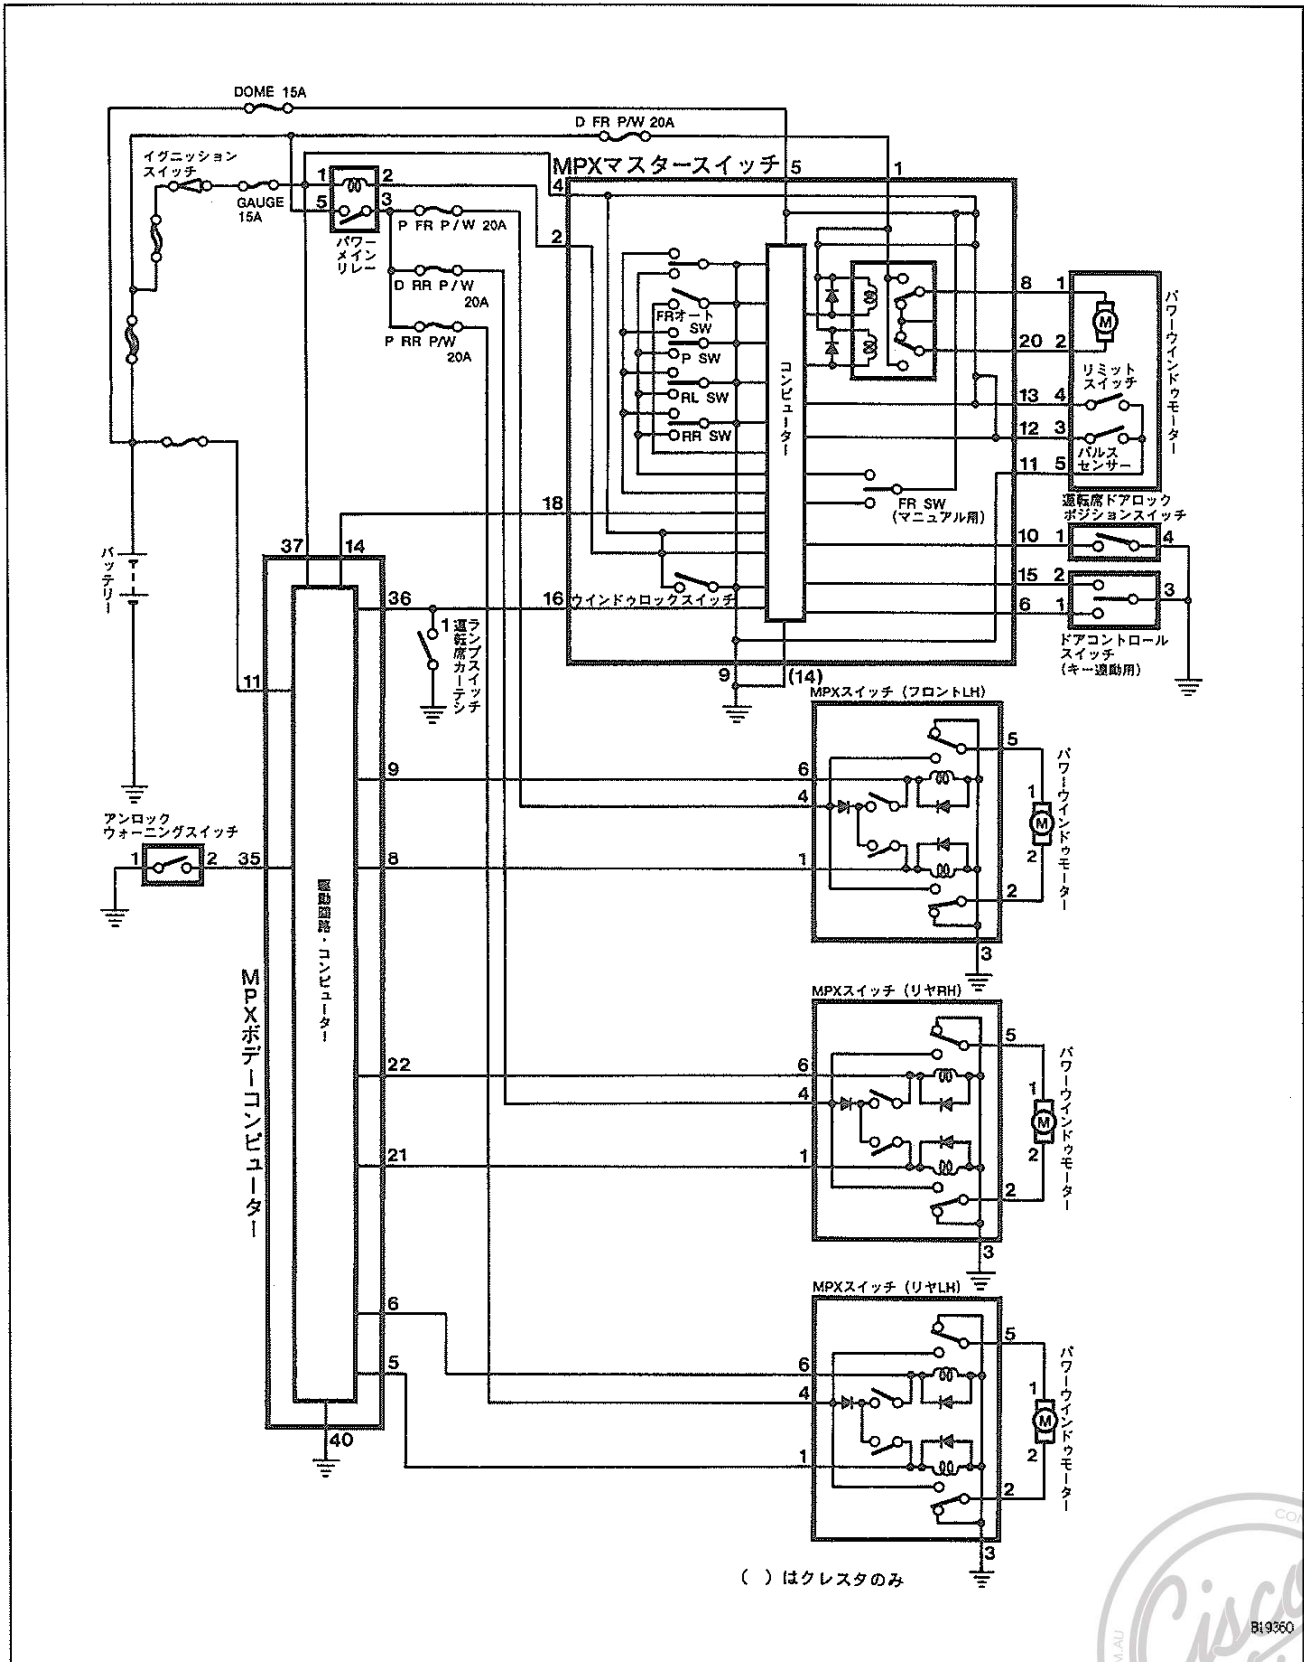 DOME 15A
D FR P/W 20A
イグニッション
スイッチ
GAUGE
15A
1
2
5
3
パワー
メイン
リレー
P FR P/W 20A
D RR P/W
20A
P RR P/W
20A
MPXマスタースイッチ
5
1
4
2
FRオート
SW
P SW
RL SW
RR SW
コンピューター
FR SW
(マニュアル用)
18
ウインドゥロックスイッチ
16
9
(14)
8
1
20
2
13
4
12
3
11
5
リミット
スイッチ
パルス
センサー
パワーウインドゥモーター
運転席ドアロック
ポジションスイッチ
10
1
4
15
2
6
1
3
ドアコントロール
スイッチ
(キー連動用)
バッテリー
37
14
36
1
運転席カーテシ
ランプスイッチ
11
9
8
アンロック
ウォーニングスイッチ
1
2
35
駆動回路・コンピューター
MPXボデーコンピューター
22
21
6
5
40
MPXスイッチ (フロントLH)
6
4
1
5
2
3
1
M
2
パワーウインドゥモーター
MPXスイッチ (リヤRH)
6
4
1
5
2
3
1
M
2
パワーウインドゥモーター
MPXスイッチ (リヤLH)
6
4
1
5
2
3
1
M
2
パワーウインドゥモーター
M
( ) はクレスタのみ
B19360
Cisco
M.AU